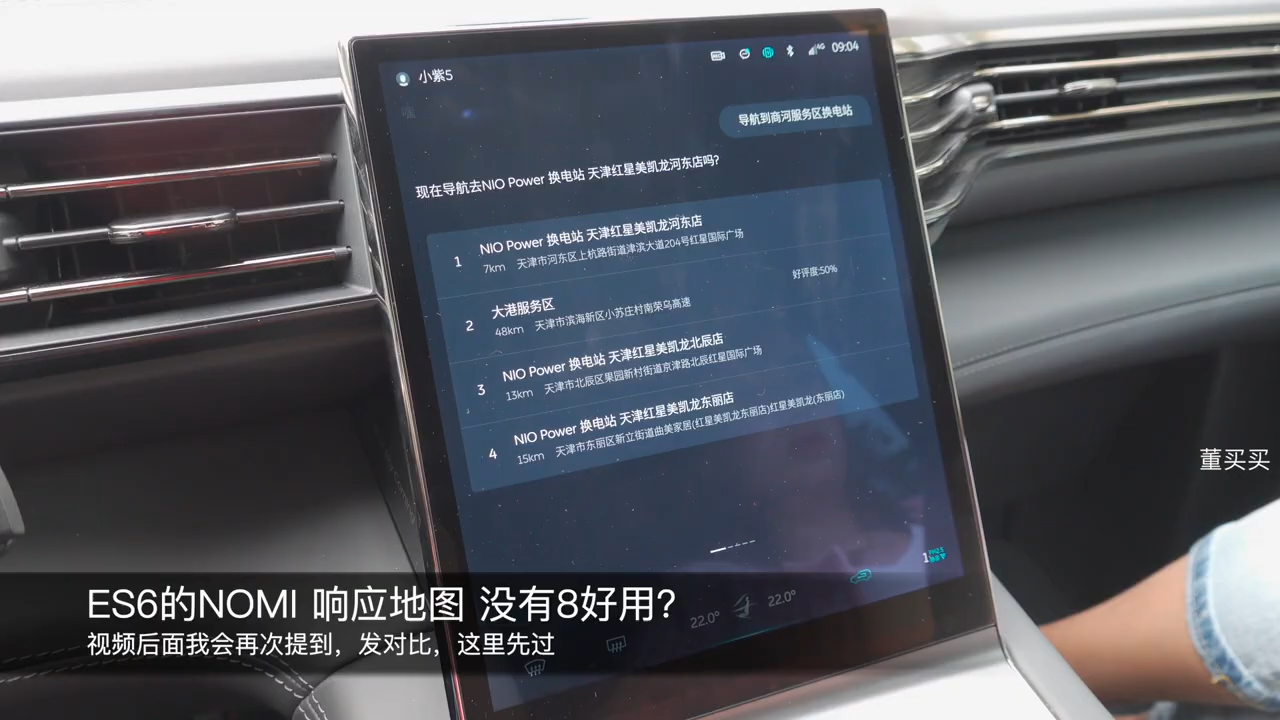 小紫5
4G 09:04
导航到商河服务区换电站
现在导航去NIO Power 换电站 天津红星美凯龙河东店吗?
1 NIO Power 换电站 天津红星美凯龙河东店
7km 天津市河东区上杭路街道津滨大道204号红星国际广场
2 大港服务区
好评度:50%
48km 天津市滨海新区小苏庄村南荣乌高速
3 NIO Power 换电站 天津红星美凯龙北辰店
13km 天津市北辰区果园新村街道京津路北辰红星国际广场
4 NIO Power 换电站 天津红星美凯龙东丽店
15km 天津市东丽区新立街道曲美家居(红星美凯龙东丽店)红星美凯龙(东丽店)
董买买
22.0° 22.0°
1 PM2.5
ES6的NOMI 响应地图 没有8好用?
视频后面我会再次提到，发对比，这里先过